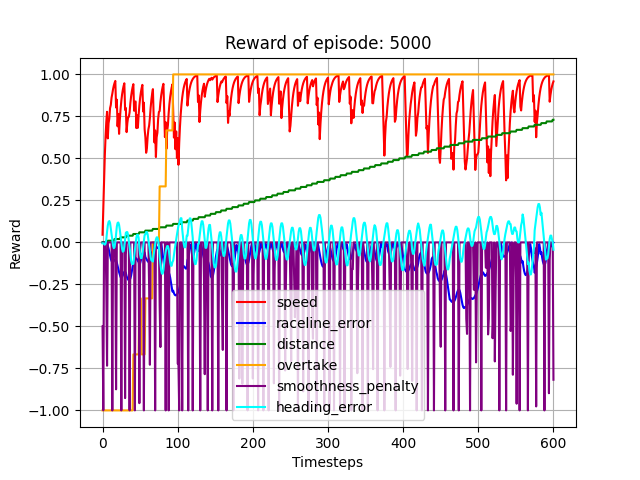 Reward of episode: 5000
1.00
0.75
0.50
0.25
0.00
−0.25
−0.50
−0.75
−1.00
Reward
speed
raceline_error
distance
overtake
smoothness_penalty
heading_error
0 100 200 300 400 500 600
Timesteps